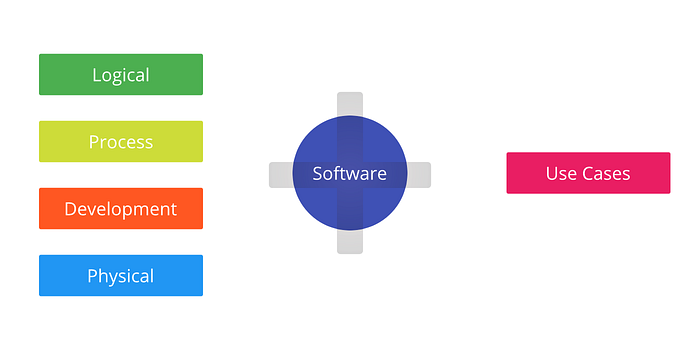 Logical
Process
Development
Physical
Software
Use Cases